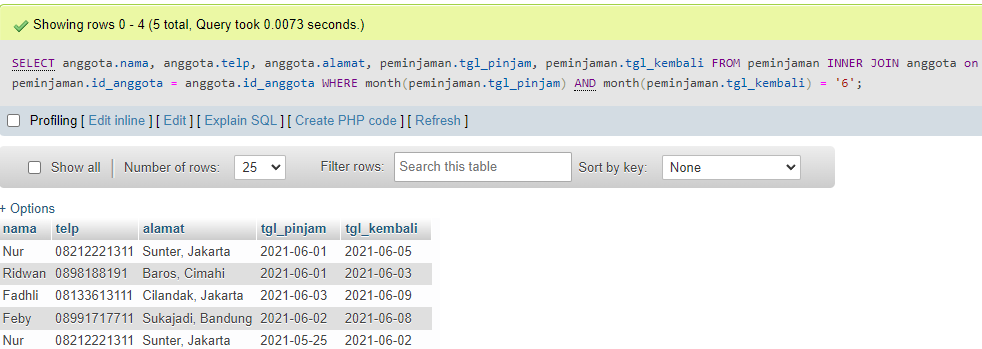 Showing rows 0 - 4 (5 total, Query took 0.0073 seconds.)
SELECT anggota.nama, anggota.telp, anggota.alamat, peminjaman.tgl_pinjam, peminjaman.tgl_kembali FROM peminjaman INNER JOIN anggota on
peminjaman.id_anggota = anggota.id_anggota WHERE month(peminjaman.tgl_pinjam) AND month(peminjaman.tgl_kembali) = '6';
Profiling [ Edit inline ] [ Edit ] [ Explain SQL ] [ Create PHP code ] [ Refresh ]
Show all | Number of rows: 25 Filter rows: Search this table Sort by key: None
+ Options
nama telp alamat tgl_pinjam tgl_kembali
Nur 08212221311 Sunter, Jakarta 2021-06-01 2021-06-05
Ridwan 0898188191 Baros, Cimahi 2021-06-01 2021-06-03
Fadhli 08133613111 Cilandak, Jakarta 2021-06-03 2021-06-09
Feby 08991717711 Sukajadi, Bandung 2021-06-02 2021-06-08
Nur 08212221311 Sunter, Jakarta 2021-05-25 2021-06-02